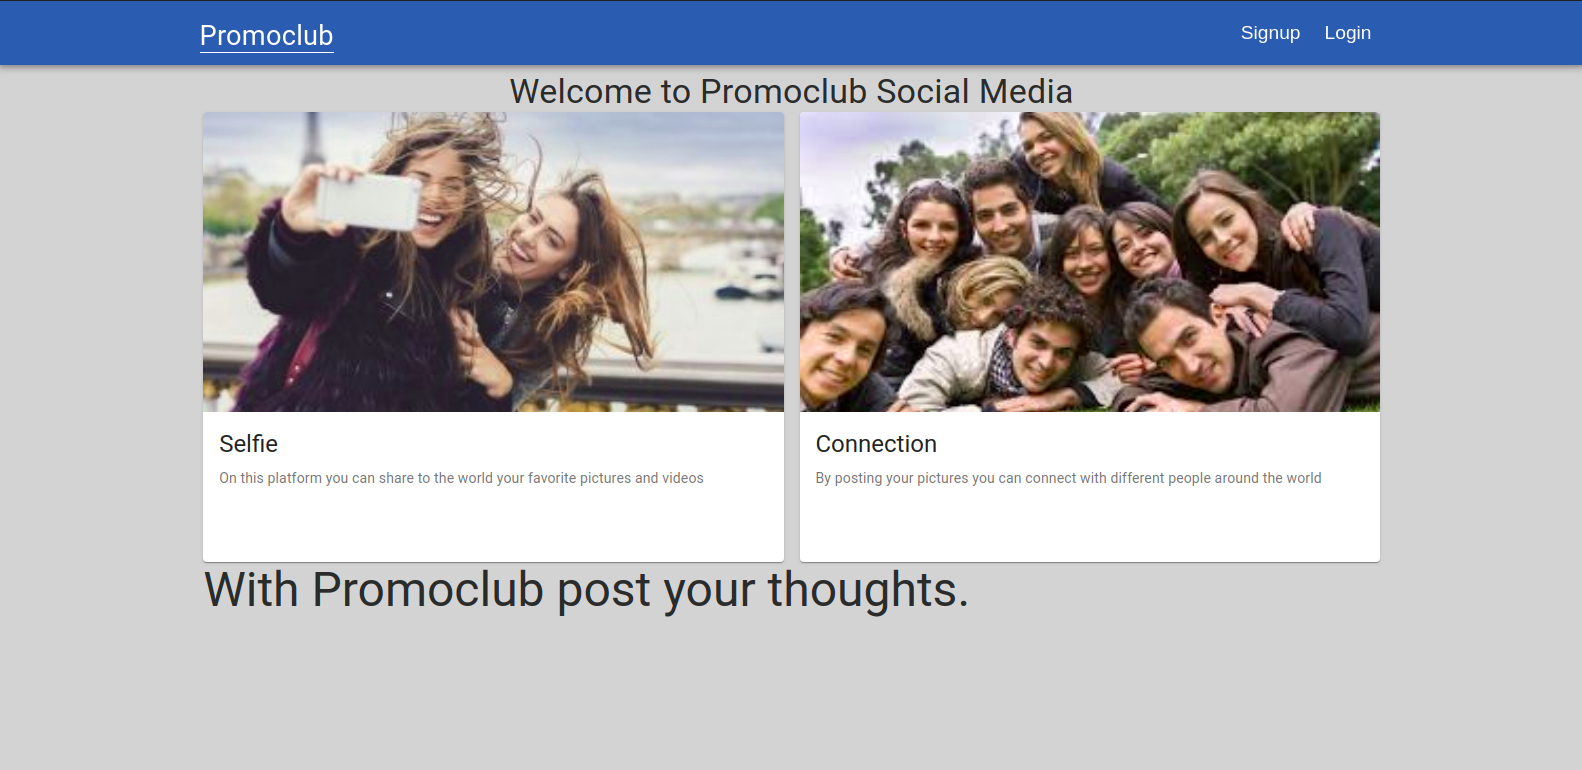 Promoclub
Signup
Login
Welcome to Promoclub Social Media
Selfie
On this platform you can share to the world your favorite pictures and videos
Connection
By posting your pictures you can connect with different people around the world
With Promoclub post your thoughts.